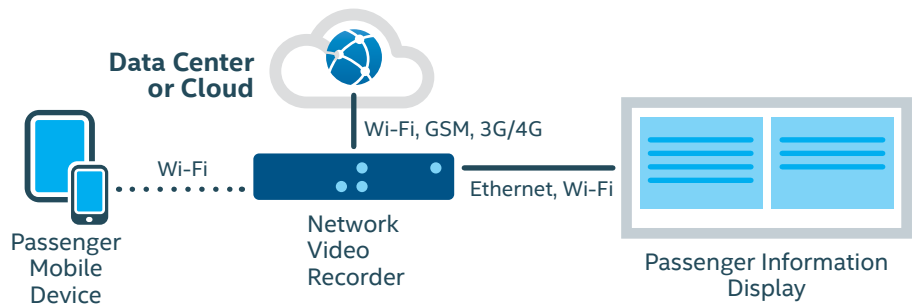 Data Center
or Cloud
Wi-Fi, GSM, 3G/4G
Wi-Fi
Ethernet, Wi-Fi
Passenger
Mobile
Device
Network
Video
Recorder
Passenger Information
Display